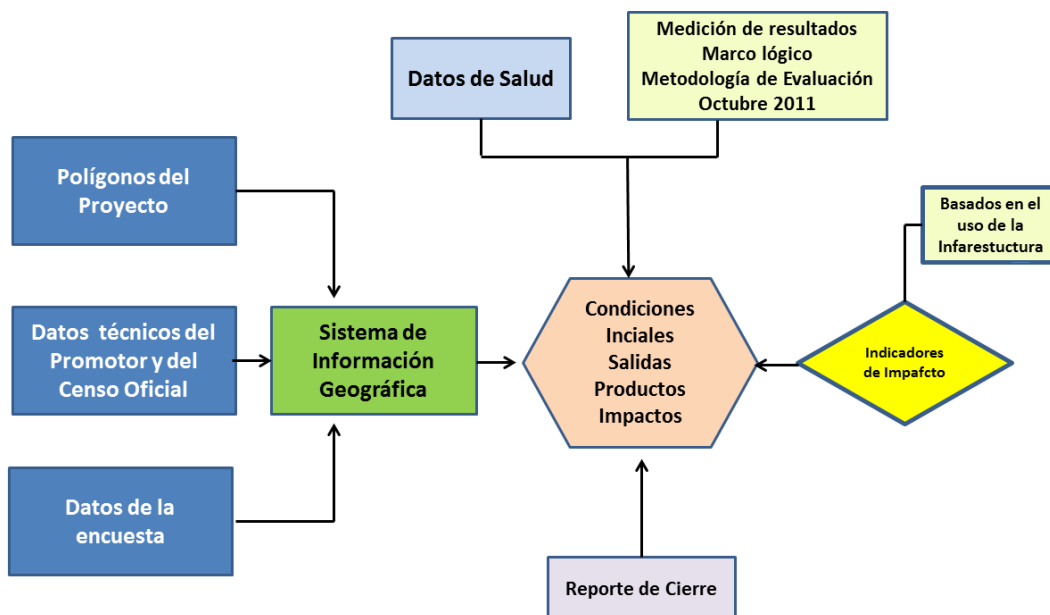 Medición de resultados
Marco lógico
Metodología de Evaluación
Octubre 2011
Datos de Salud
Polígonos del
Proyecto
Basados en el
uso de la
Infarestuctura
Datos técnicos del
Promotor y del
Censo Oficial
Sistema de
Información
Geográfica
Condiciones
Inciales
Salidas
Productos
Impactos
Indicadores
de Impafcto
Datos de la
encuesta
Reporte de Cierre